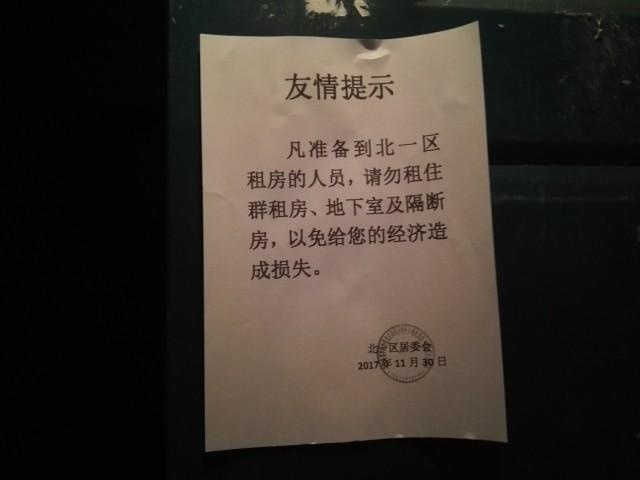 友情提示
凡准备到北一区
租房的人员，请勿租住
群租房、地下室及隔断
房，以免给您的经济造
成损失。
北一区居委会
2017年11月30日